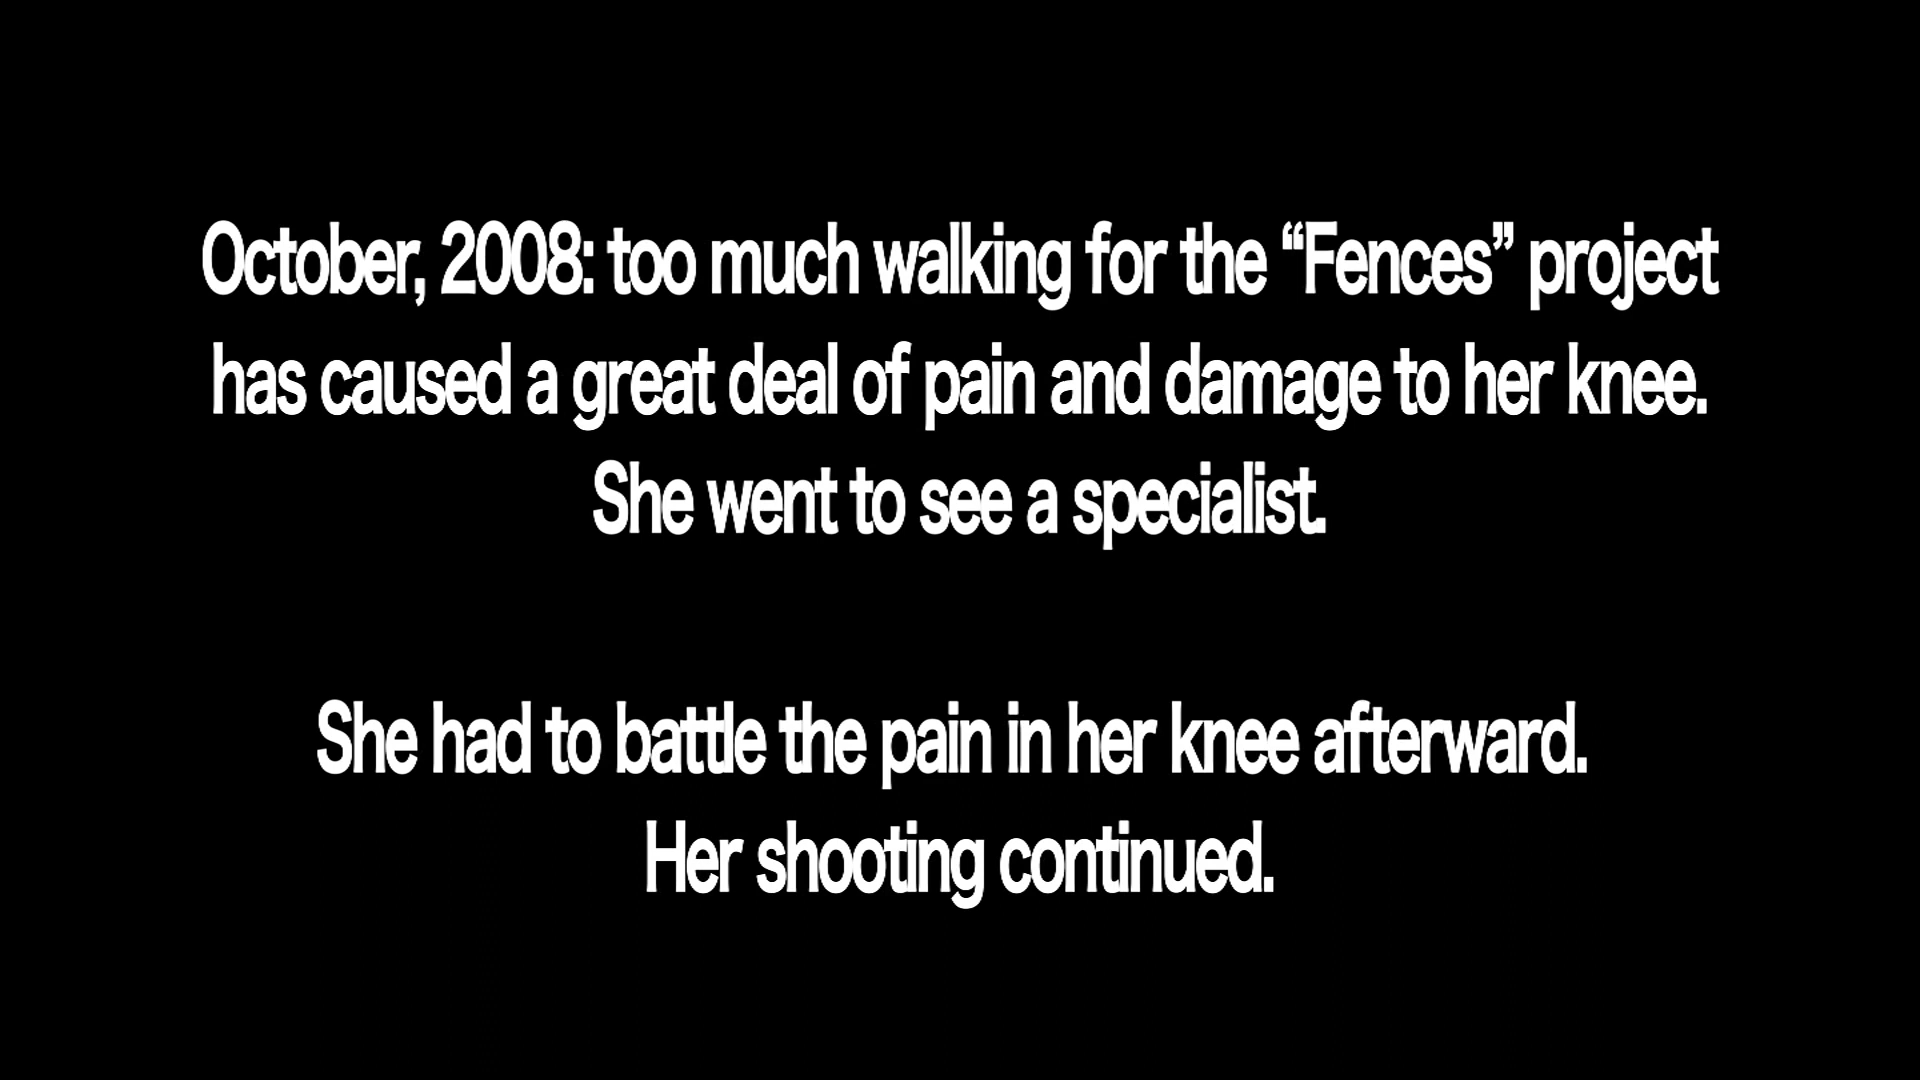 October, 2008: too much walking for the “Fences” project
has caused a great deal of pain and damage to her knee.
She went to see a specialist.
She had to battle the pain in her knee afterward.
Her shooting continued.